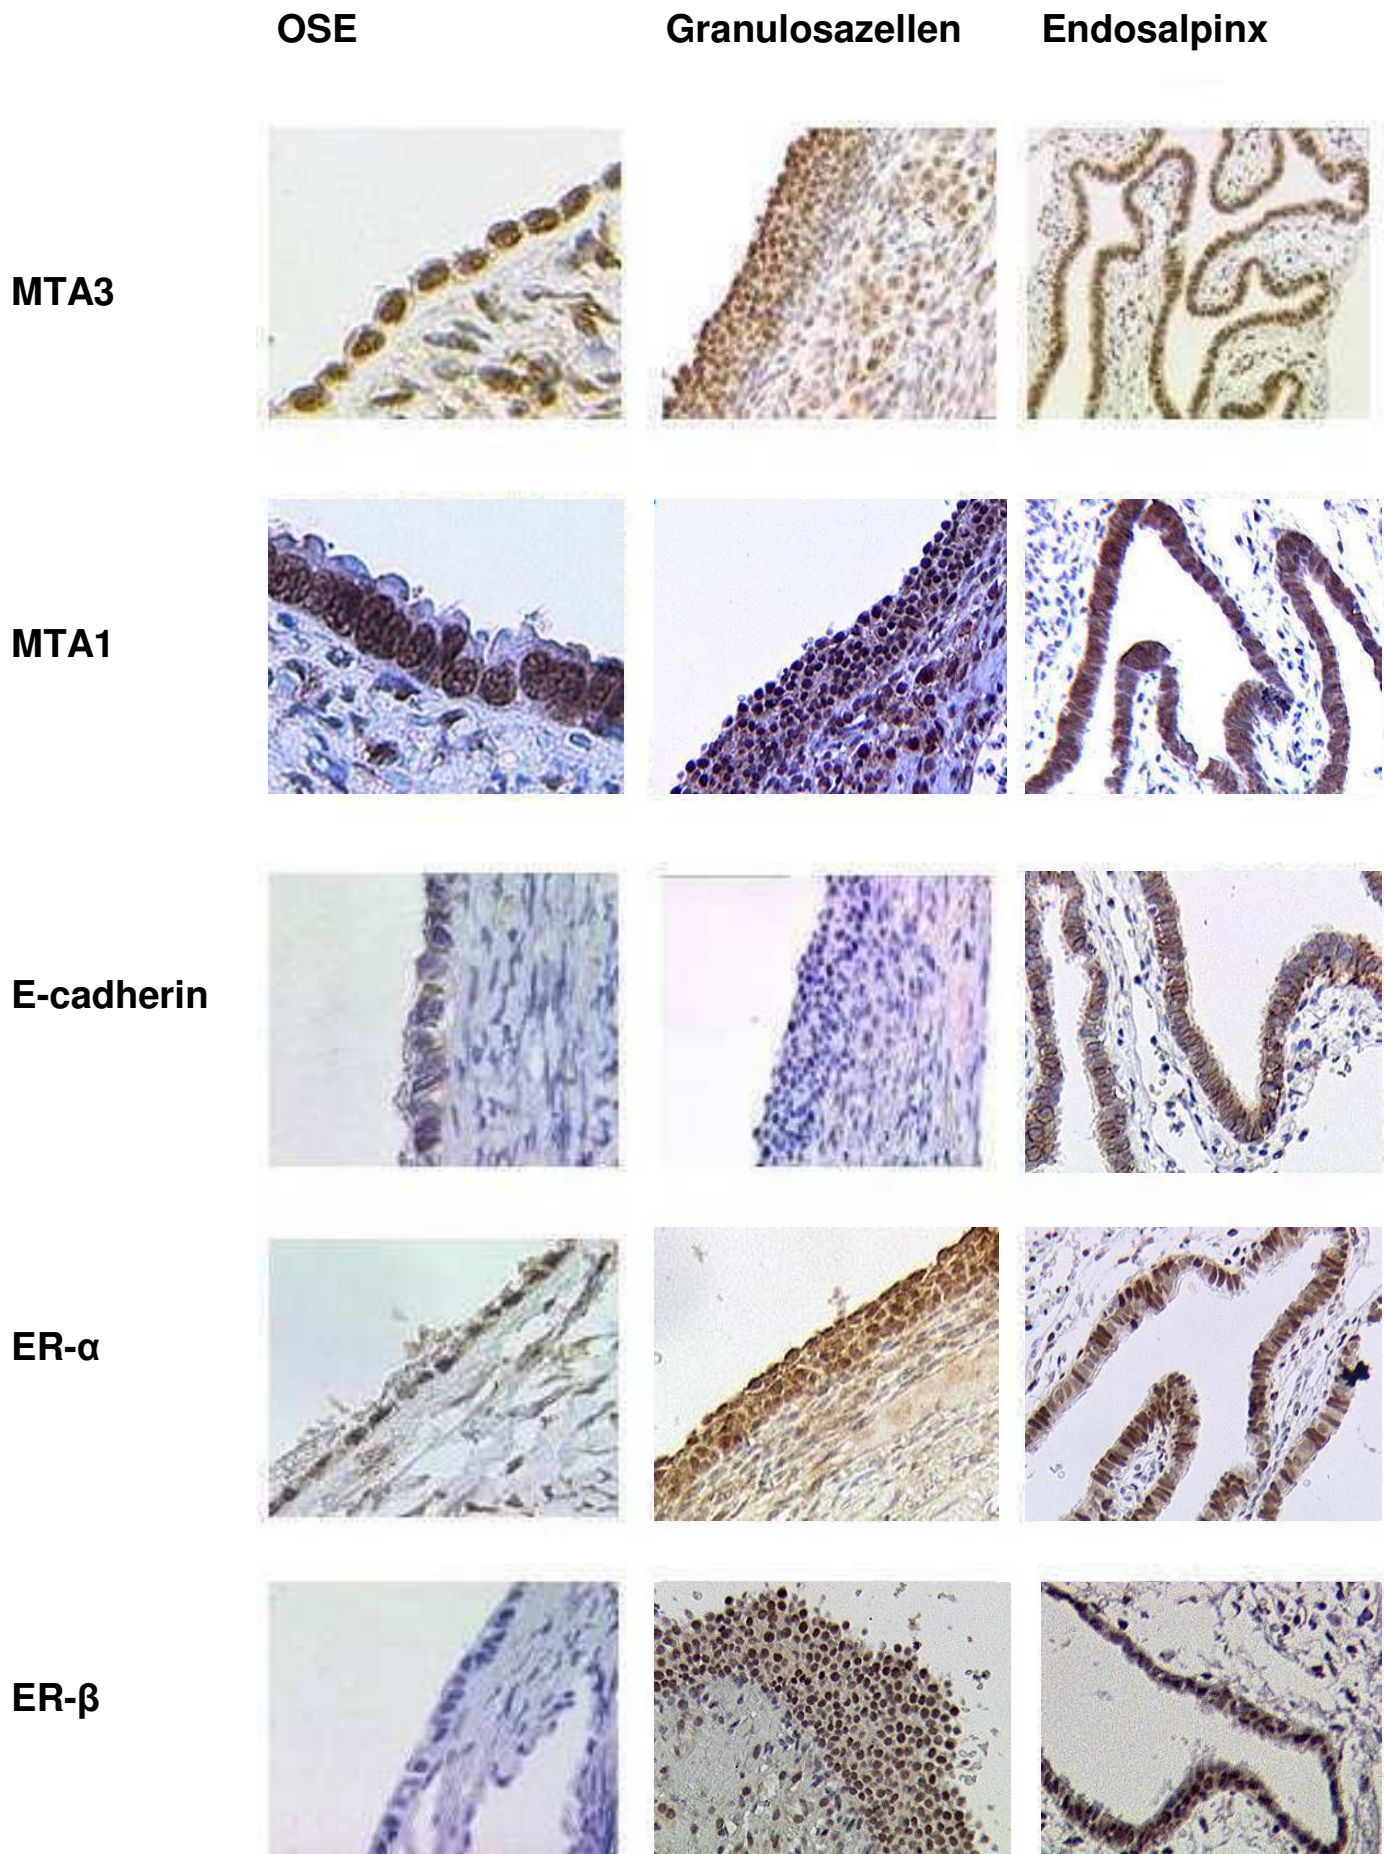 OSE Granulosazellen Endosalpinx
MTA3
MTA1
E-cadherin
ER-α
ER-β